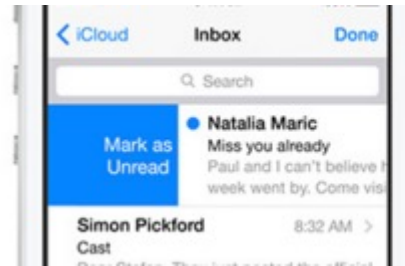 iCloud Inbox Done
Search
Mark as
Unread
Natalia Maric
Miss you already
Paul and I can't believe
week went by. Come vis
Simon Pickford 8:32 AM
Cast